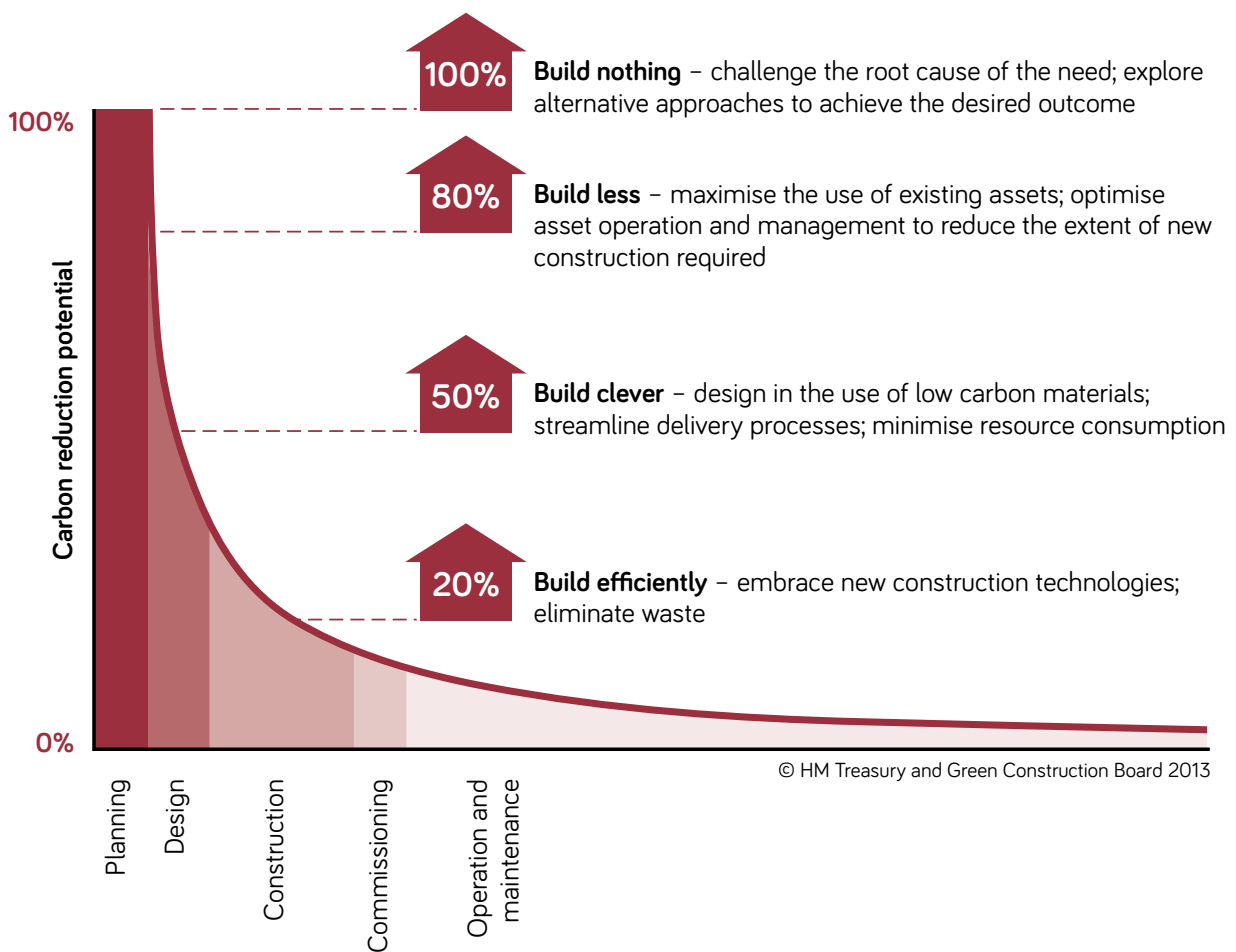 100%
Build nothing – challenge the root cause of the need; explore
alternative approaches to achieve the desired outcome
100%
80%
Build less – maximise the use of existing assets; optimise
asset operation and management to reduce the extent of new
construction required
Carbon reduction potential
50%
Build clever – design in the use of low carbon materials;
streamline delivery processes; minimise resource consumption
20%
Build efficiently – embrace new construction technologies;
eliminate waste
0%
© HM Treasury and Green Construction Board 2013
Planning
Design
Construction
Commissioning
Operation and
maintenance